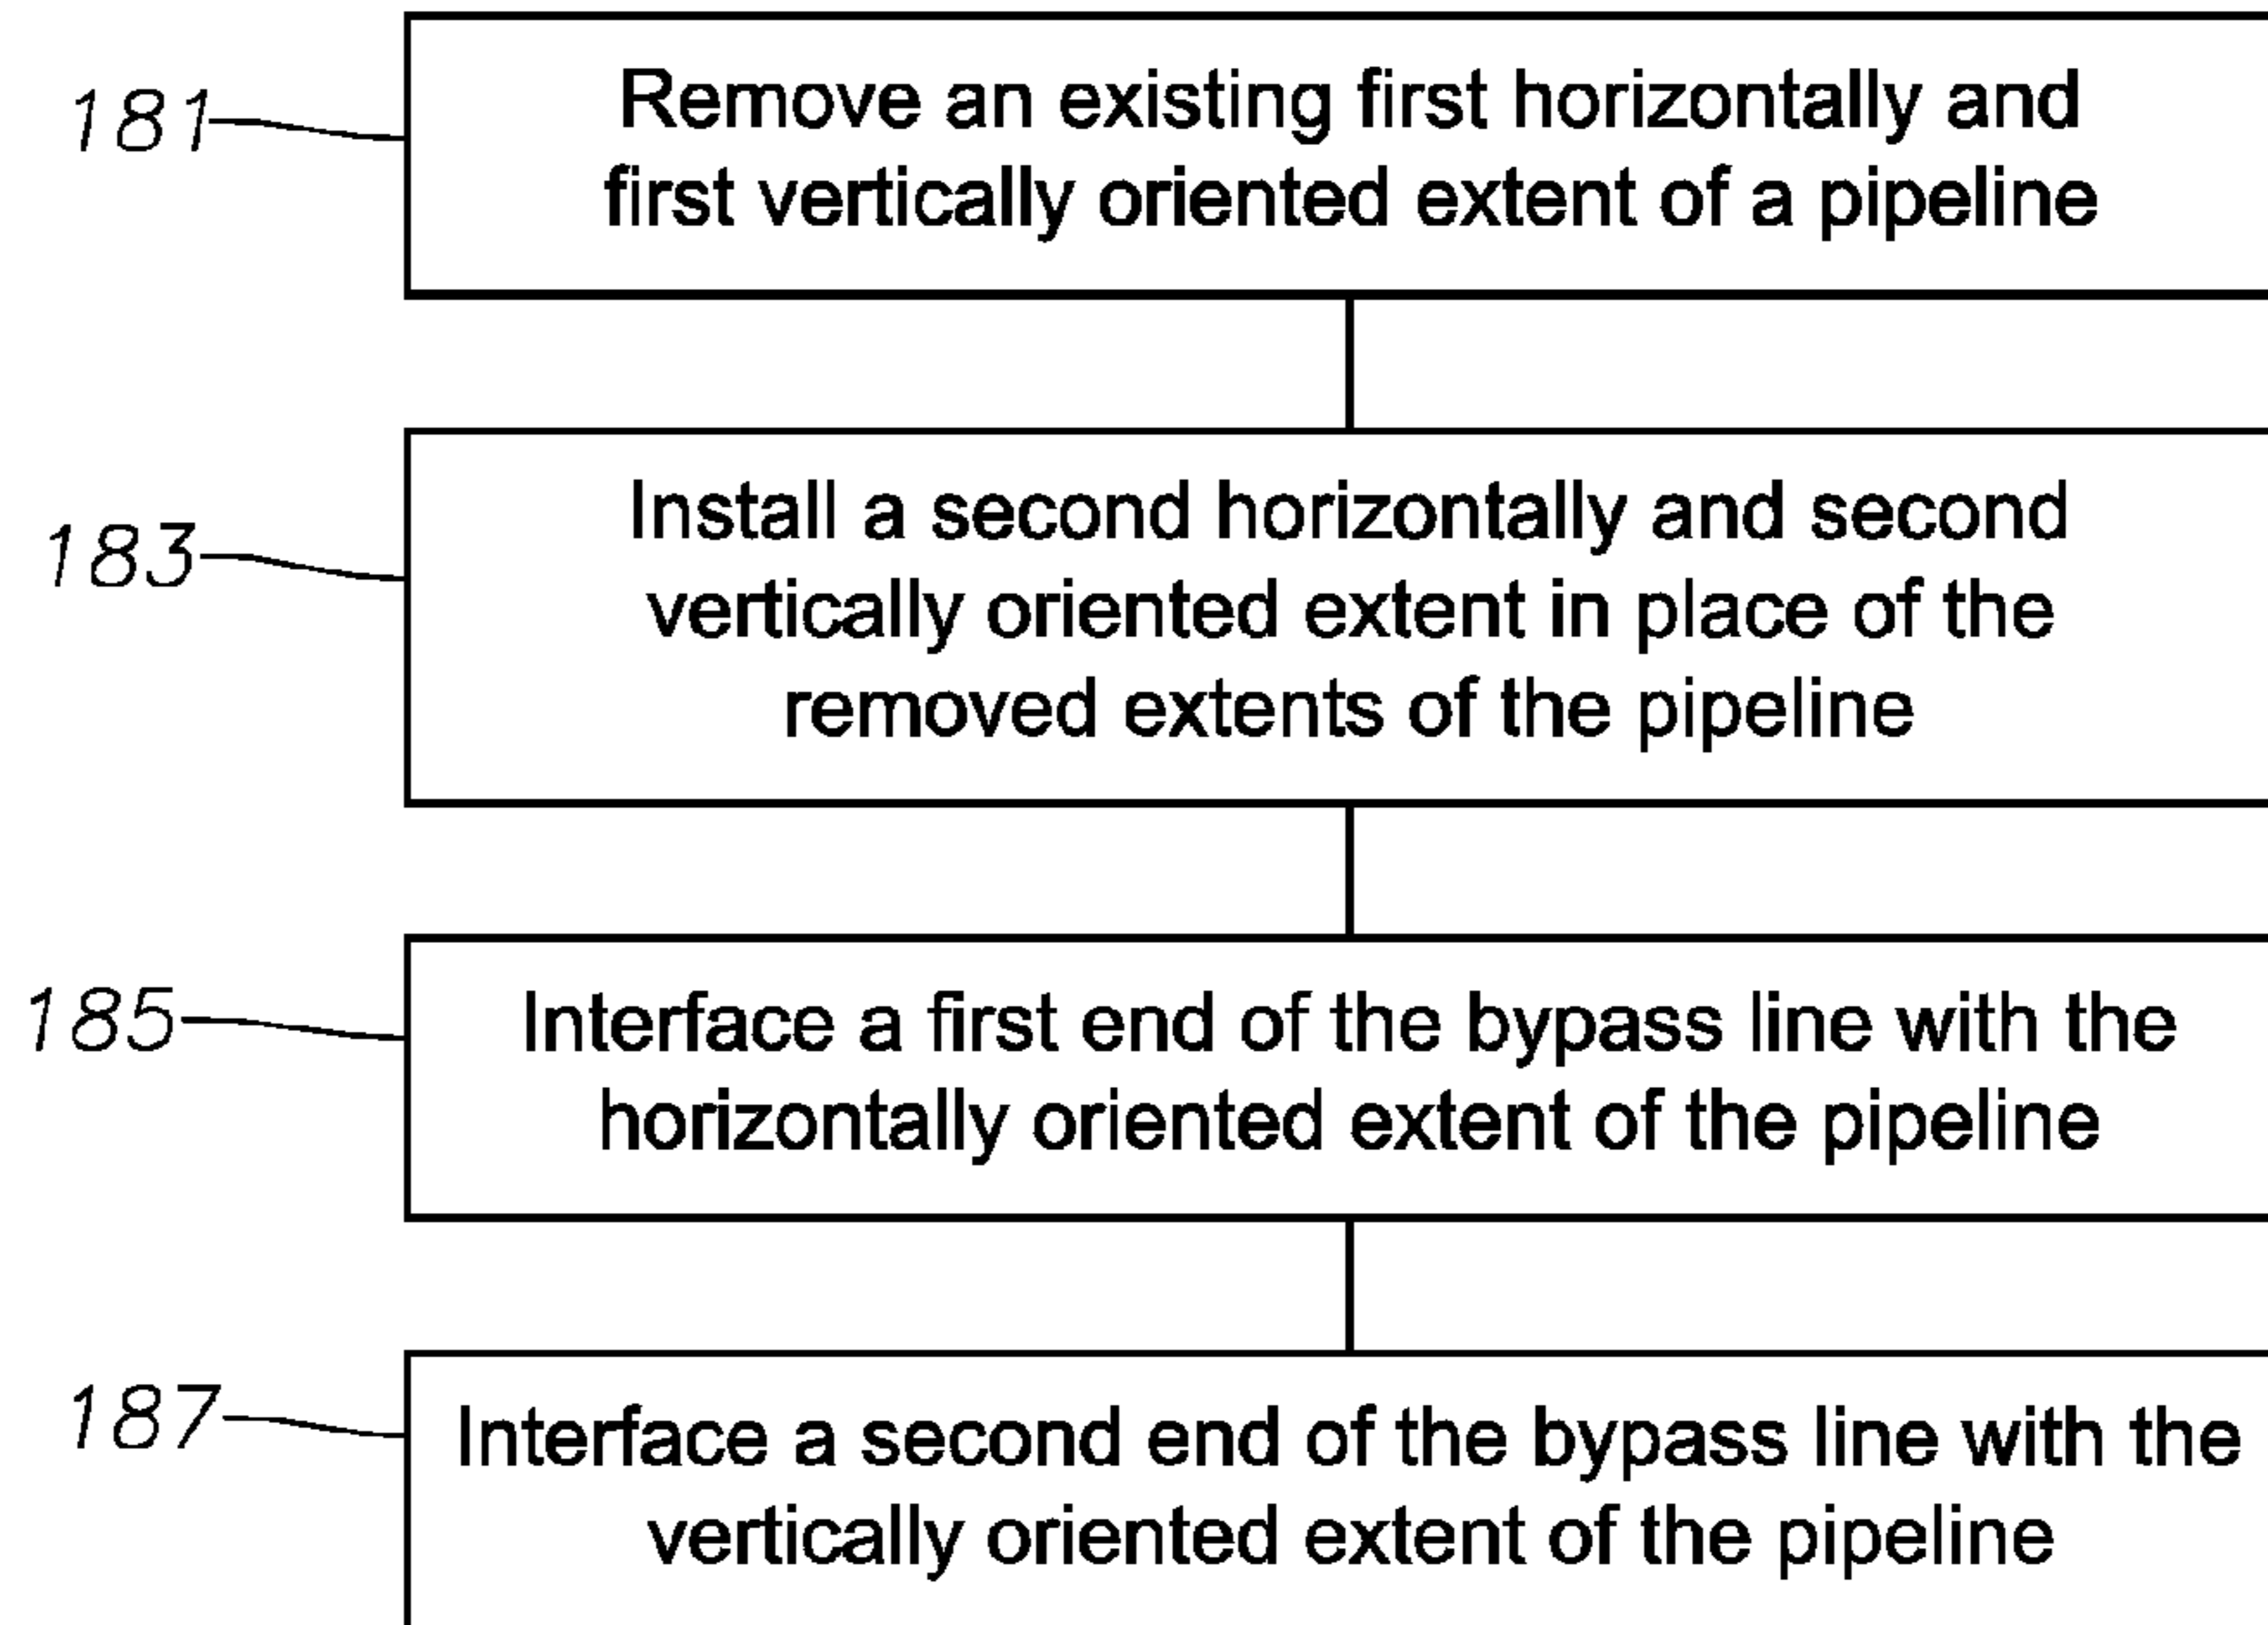 181
Remove an existing first horizontally and
first vertically oriented extent of a pipeline
183
Install a second horizontally and second
vertically oriented extent in place of the
removed extents of the pipeline
185
Interface a first end of the bypass line with the
horizontally oriented extent of the pipeline
187
Interface a second end of the bypass line with the
vertically oriented extent of the pipeline